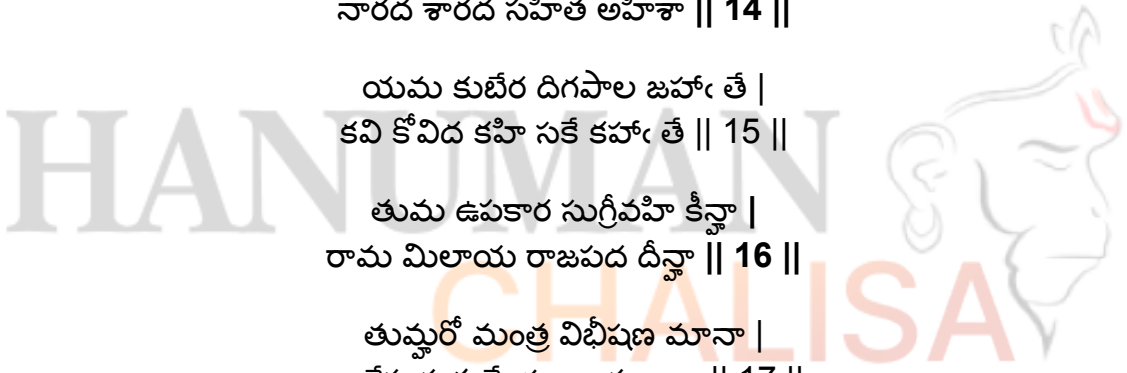 నారద శారద సహిత అహీశా || 14 ||
యమ కుబేర దిగపాల జహాఁ తే |
కవి కోవిద కహి సకే కహాఁ తే || 15 ||
తుమ ఉపకార సుగ్రీవహి కీన్హా |
రామ మిలాయ రాజపద దీన్హా || 16 ||
తుమ్హరో మంత్ర విభీషణ మానా |
|| 17 ||
HANUMAN
CHALISA